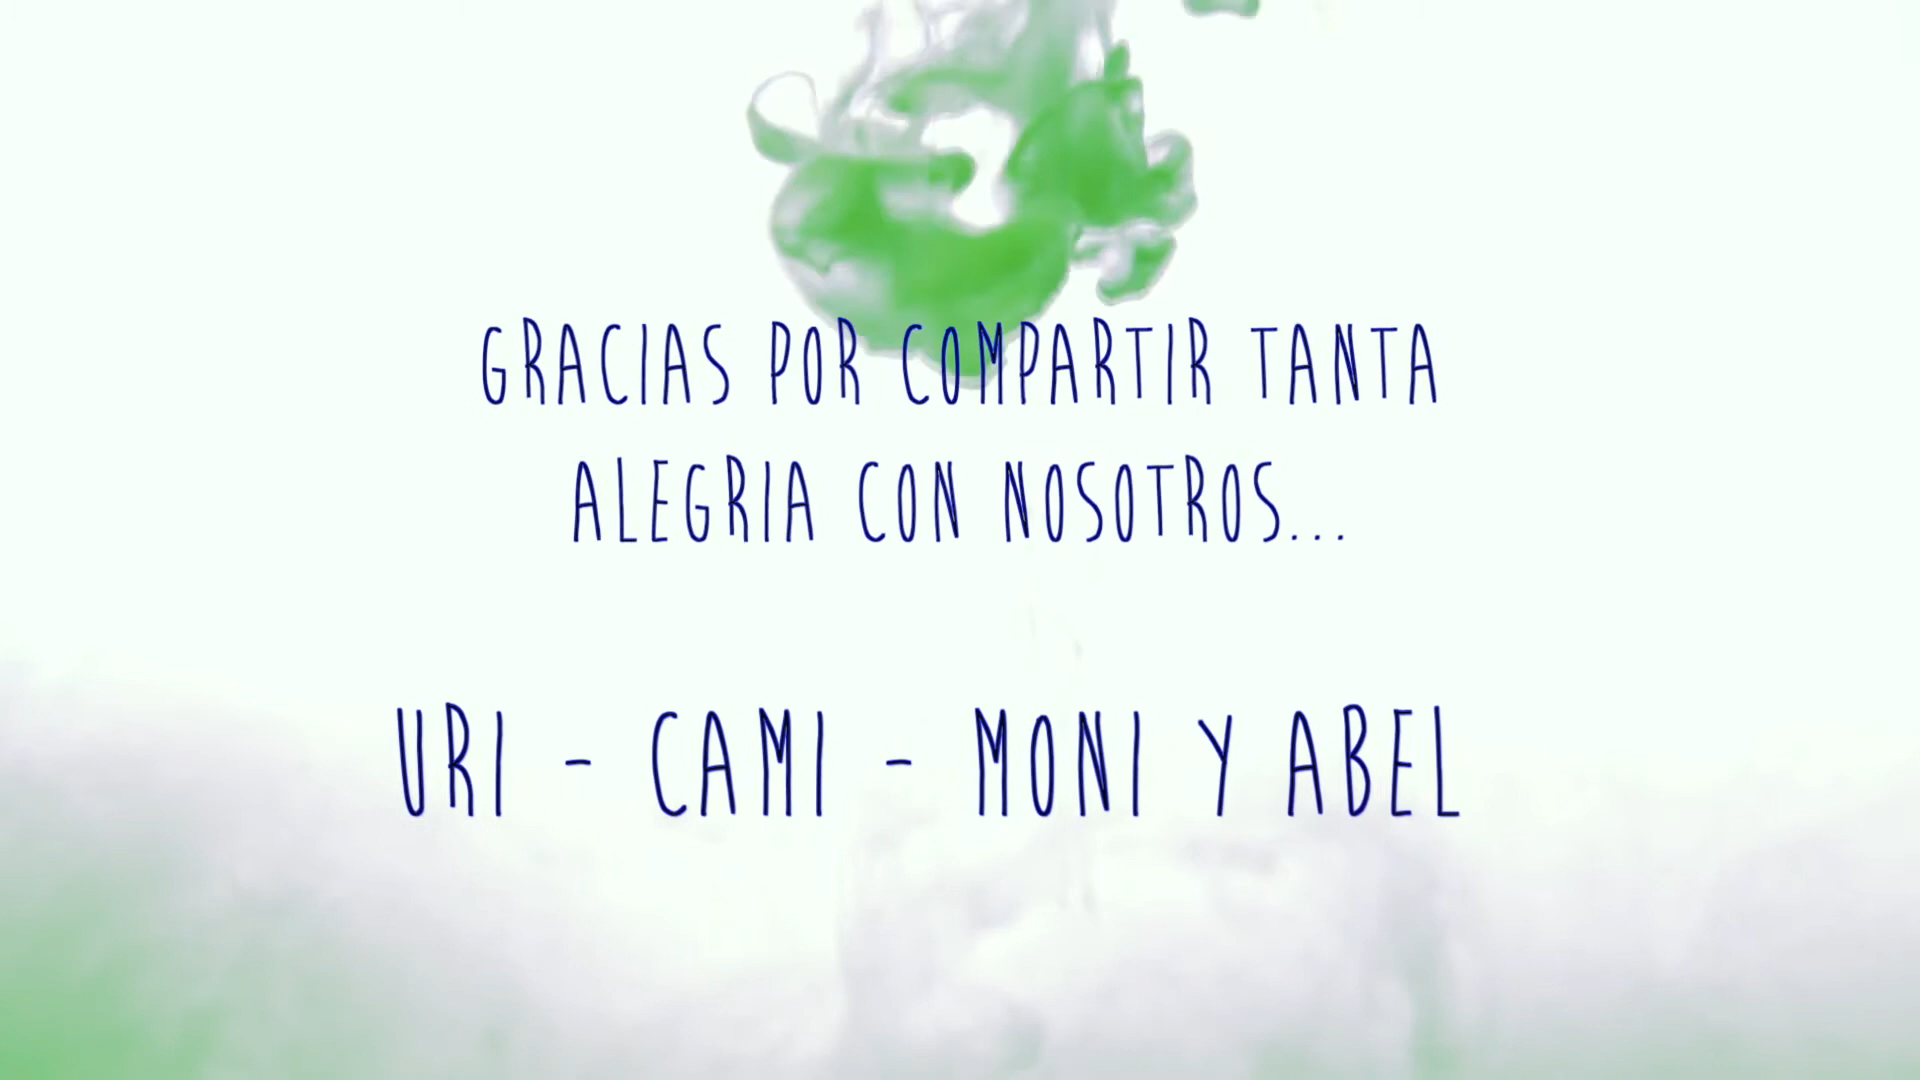 GRACIAS POR COMPARTIR TANTA
ALEGRIA CON NOSOTROS...
URI - CAMI - MONI Y ABEL